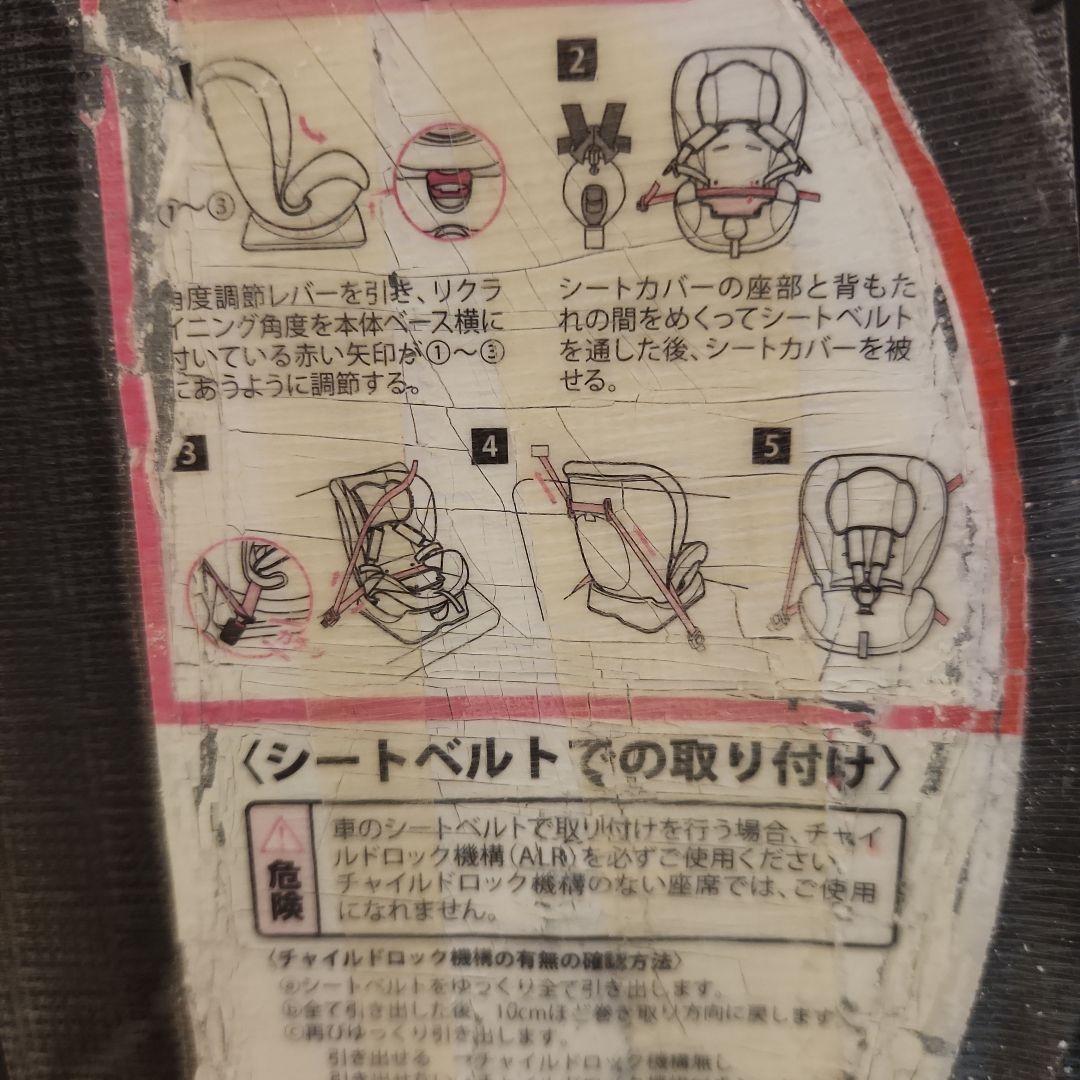 2
①～③
角度調節レバーを引き、リクラ
イニング角度を本体ベース横に
付いている赤い矢印が①～③
にあうように調節する。
シートカバーの座部と背もた
れの間をめくってシートベルト
を通した後、シートカバーを被
せる。
3
4
5
〈シートベルトでの取り付け〉
危険
車のシートベルトで取り付けを行う場合、チャイ
ルドロック機構(ALR)を必ずご使用ください。
チャイルドロック機構のない座席では、ご使用
になれません。
〈チャイルドロック機構の有無の確認方法〉
ⓐシートベルトをゆっくり全て引き出します。
ⓑ全て引き出した後、10cmほど巻き取り方向に戻します
ⓒ再びゆっくり引き出します。
引き出せる →チャイルドロック機構無し
引き出せない